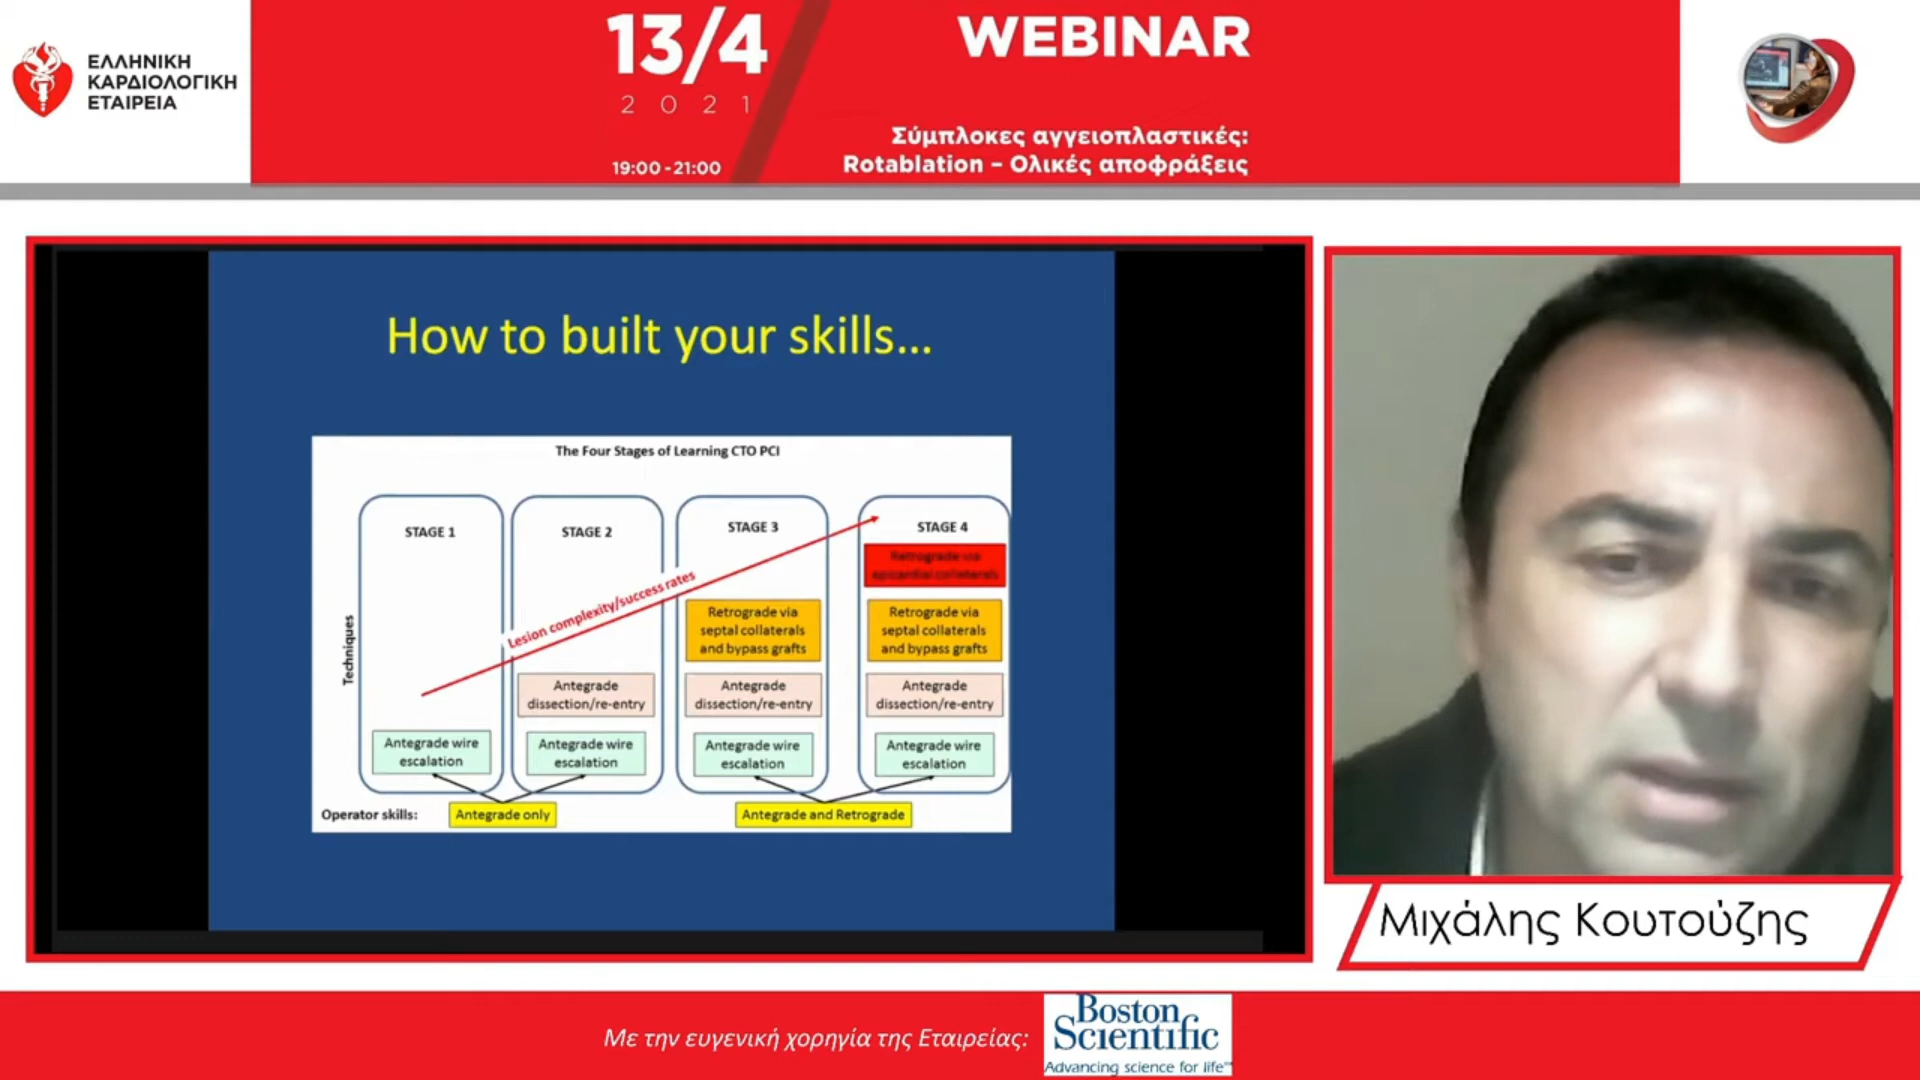 ΕΛΛΗΝΙΚΗ
ΚΑΡΔΙΟΛΟΓΙΚΗ
ΕΤΑΙΡΕΙΑ
13/4
2021
19:00-21:00
WEBINAR
Σύμπλοκες αγγειοπλαστικές:
Rotablation – Ολικές αποφράξεις
How to built your skills...
The Four Stages of Learning CTO PCI
STAGE 1
STAGE 2
STAGE 3
STAGE 4
Techniques
Lesion complexity/success rates
Retrograde via
epicardial collaterals
Retrograde via
septal collaterals
and bypass grafts
Retrograde via
septal collaterals
and bypass grafts
Antegrade
dissection/re-entry
Antegrade
dissection/re-entry
Antegrade
dissection/re-entry
Antegrade wire
escalation
Antegrade wire
escalation
Antegrade wire
escalation
Antegrade wire
escalation
Operator skills:
Antegrade only
Antegrade and Retrograde
Μιχάλης Κουτούζης
Με την ευγενική χορηγία της Εταιρείας:
Boston
Scientific
Advancing science for life™